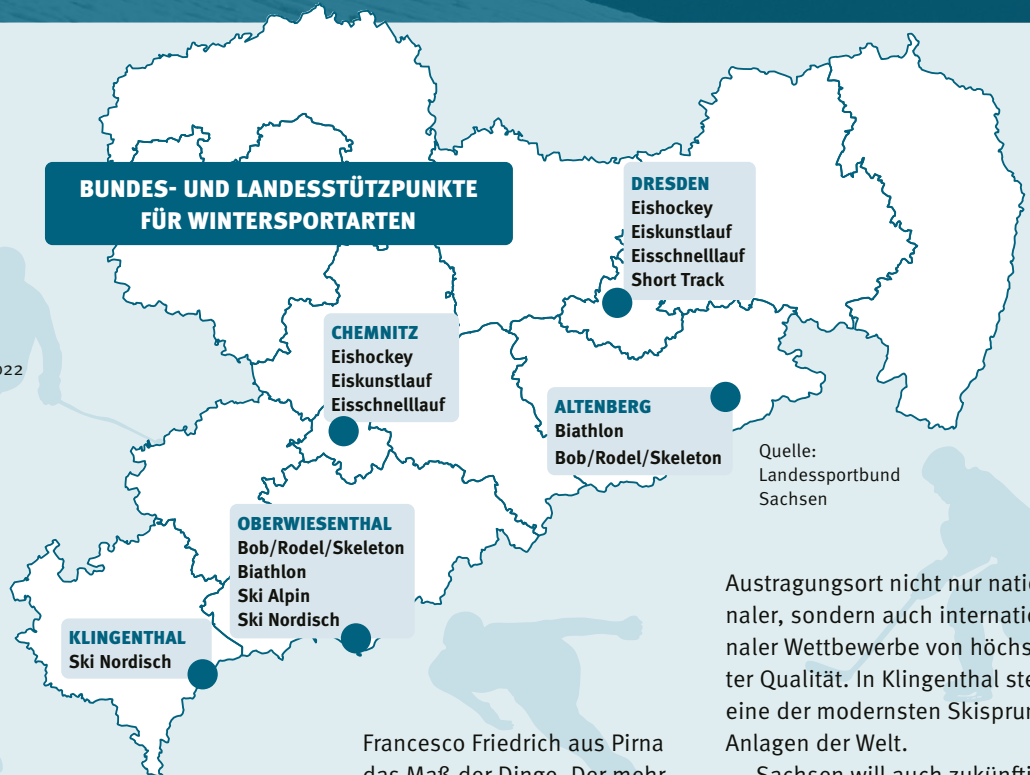 BUNDES- UND LANDESSTÜTZPUNKTE
FÜR WINTERSPORTARTEN
DRESDEN
Eishockey
Eiskunstlauf
Eisschnelllauf
Short Track
CHEMNITZ
Eishockey
Eiskunstlauf
Eisschnelllauf
ALTENBERG
Biathlon
Bob/Rodel/Skeleton
Quelle:
Landessportbund
Sachsen
OBERWIESENTHAL
Bob/Rodel/Skeleton
Biathlon
Ski Alpin
Ski Nordisch
KLINGENTHAL
Ski Nordisch
Francesco Friedrich aus Pirna
das Maß der Dinge. Der mehr
Austragungsort nicht nur natio
naler, sondern auch internatio
naler Wettbewerbe von höchs
ter Qualität. In Klingenthal ste
eine der modernsten Skisprun
Anlagen der Welt.
Sachsen will auch zukünftig